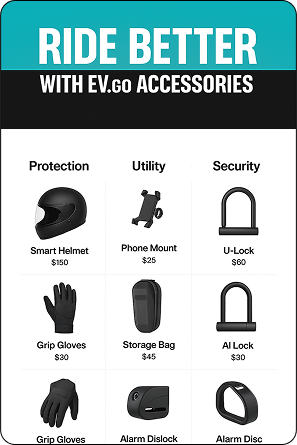 RIDE BETTER
WITH EV.GO ACCESSORIES
Protection Utility Security
Smart Helmet Phone Mount U-Lock
$150 $25 $60
Grip Gloves Storage Bag AI Lock
$30 $45 $30
Grip Gloves Alarm Dislock Alarm Disc